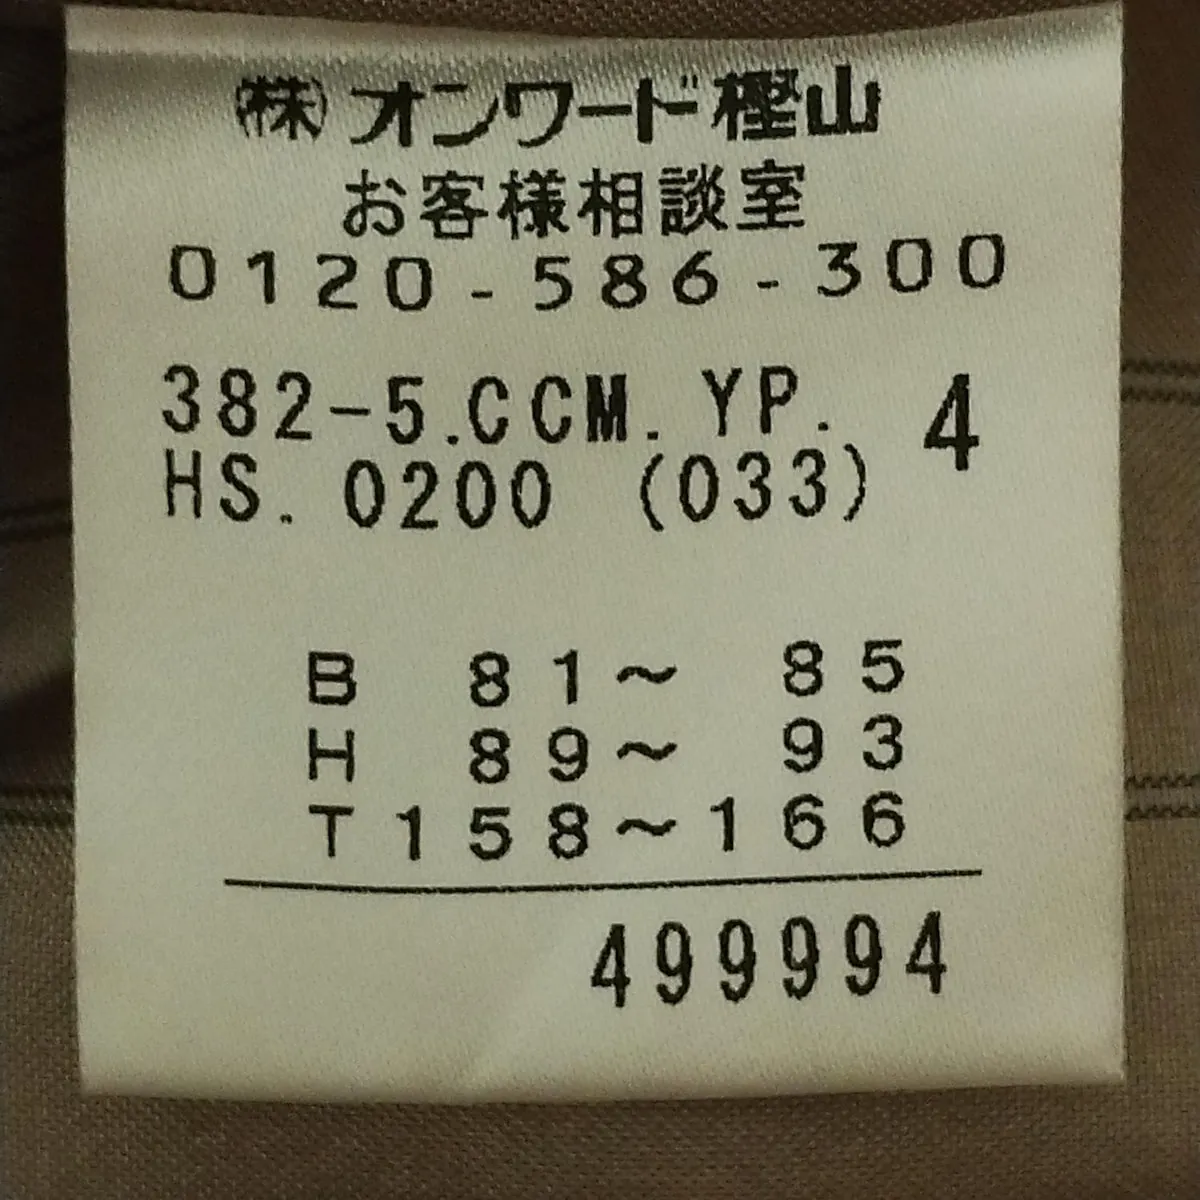 ㈱オンワード樫山
お客様相談室
0120-586-300
382-5.CCM.YP. 4
HS.0200 (033)
B 81～ 85
H 89～ 93
T158～166
499994